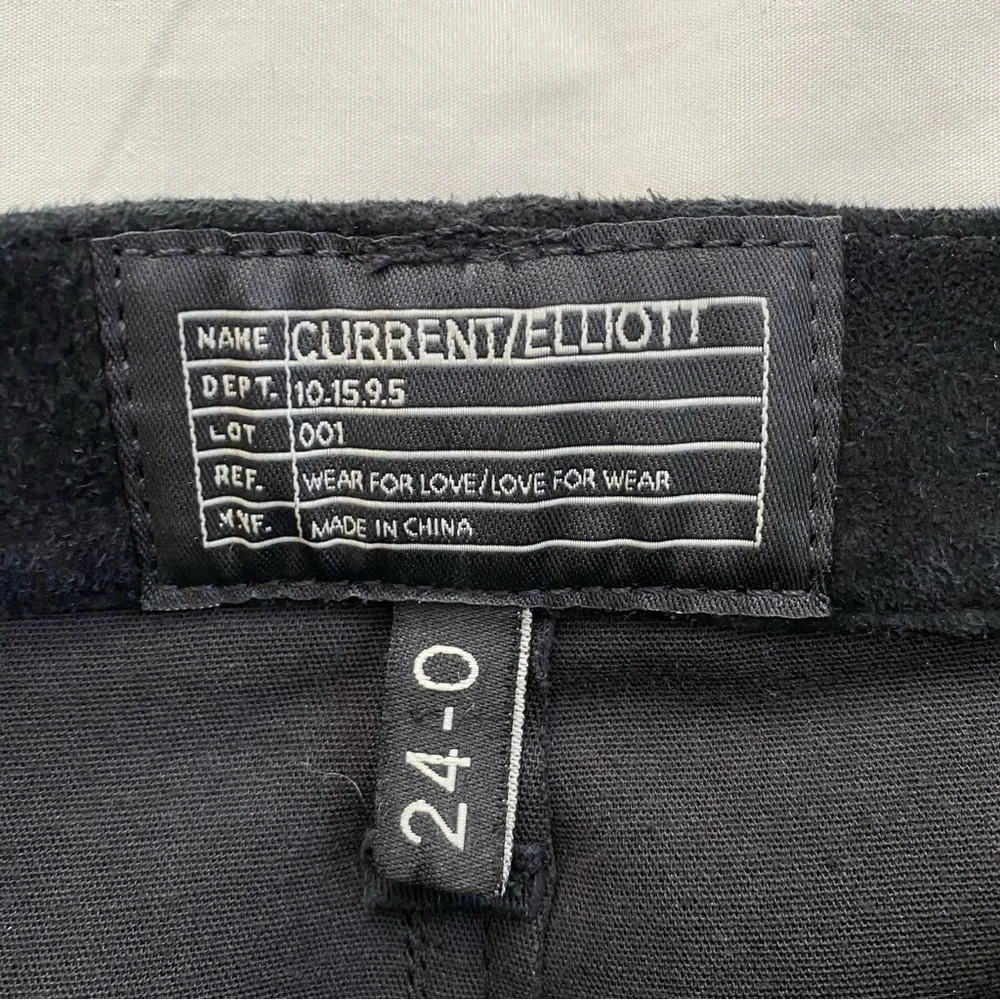 NAME CURRENT/ELLIOTT
DEPT. 10.15.9.5
LOT 001
REF. WEAR FOR LOVE/LOVE FOR WEAR
MNF. MADE IN CHINA
24-0